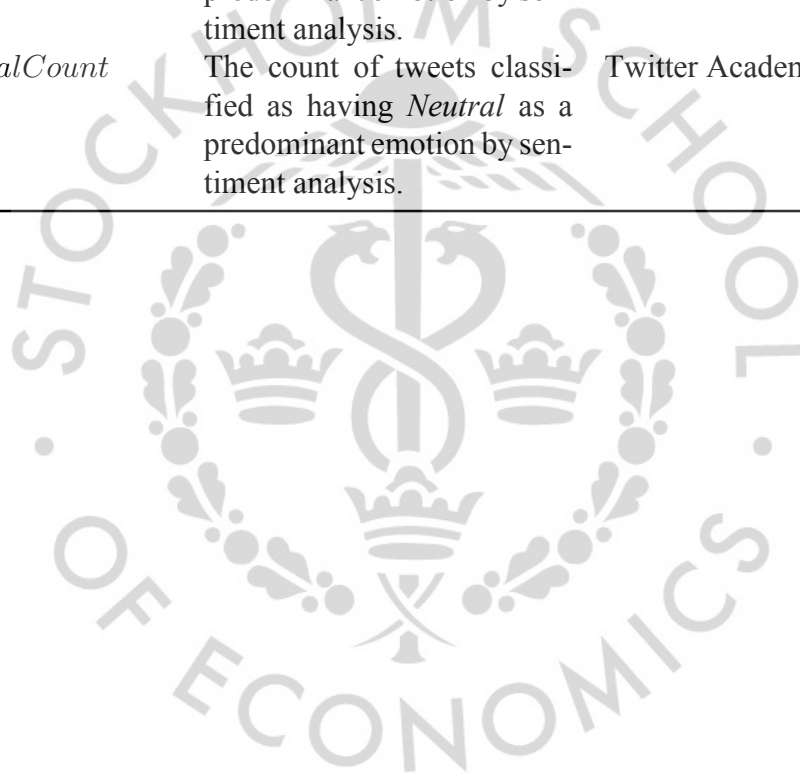 timent analysis.
alCount The count of tweets classi- Twitter Academ
fied as having Neutral as a
predominant emotion by sen-
timent analysis.
STOCKHOLM SCHOOL
· OF ECONOMICS ·